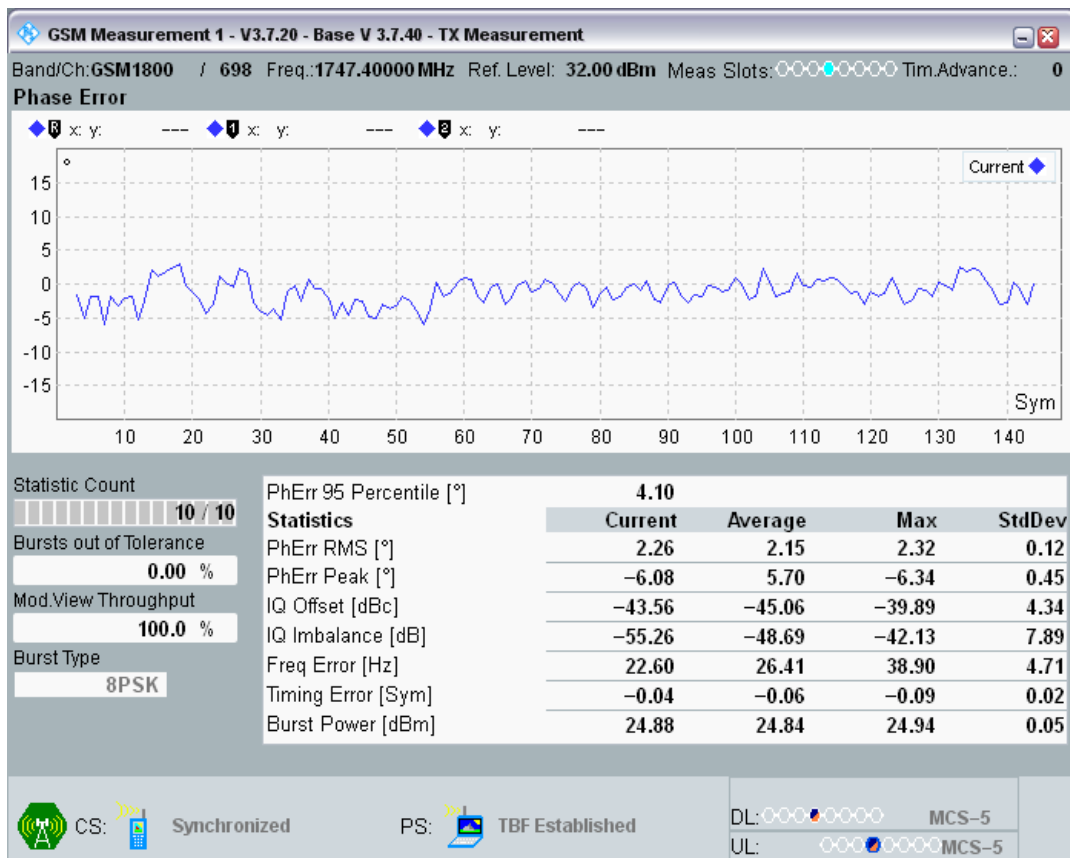 GSM Measurement 1 - V3.7.20 - Base V 3.7.40 - TX Measurement
Band/Ch:GSM1800 / 698 Freq.:1747.40000 MHz Ref. Level: 32.00 dBm Meas Slots: Tim.Advance.: 0
Phase Error
R x: y: --- 1 x: y: --- 2 x: y: ---
° Current
15
10
5
0
-5
-10
-15
Sym
10 20 30 40 50 60 70 80 90 100 110 120 130 140
Statistic Count
10 / 10
Bursts out of Tolerance
0.00 %
Mod.View Throughput
100.0 %
Burst Type
8PSK
PhErr 95 Percentile [°] 4.10
Statistics Current Average Max StdDev
PhErr RMS [°] 2.26 2.15 2.32 0.12
PhErr Peak [°] −6.08 5.70 −6.34 0.45
IQ Offset [dBc] −43.56 −45.06 −39.89 4.34
IQ Imbalance [dB] −55.26 −48.69 −42.13 7.89
Freq Error [Hz] 22.60 26.41 38.90 4.71
Timing Error [Sym] −0.04 −0.06 −0.09 0.02
Burst Power [dBm] 24.88 24.84 24.94 0.05
CS: Synchronized PS: TBF Established
DL: MCS−5
UL: MCS−5